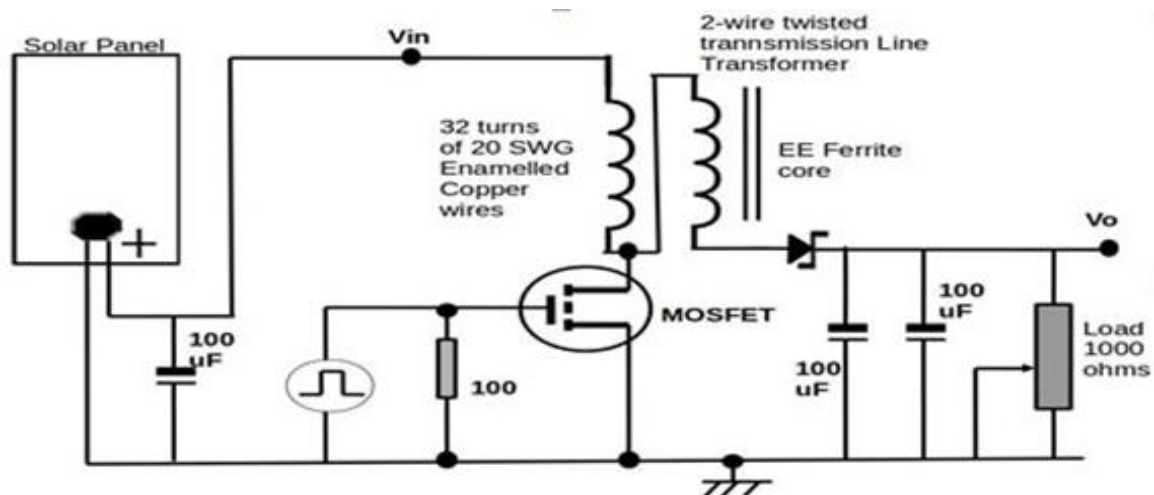 Solar Panel
Vin
2-wire twisted
trannsmission Line
Transformer
32 turns
of 20 SWG
Enamelled
Copper
wires
EE Ferrite
core
Vo
+
MOSFET
100
uF
100
100
uF
100
uF
Load
1000
ohms